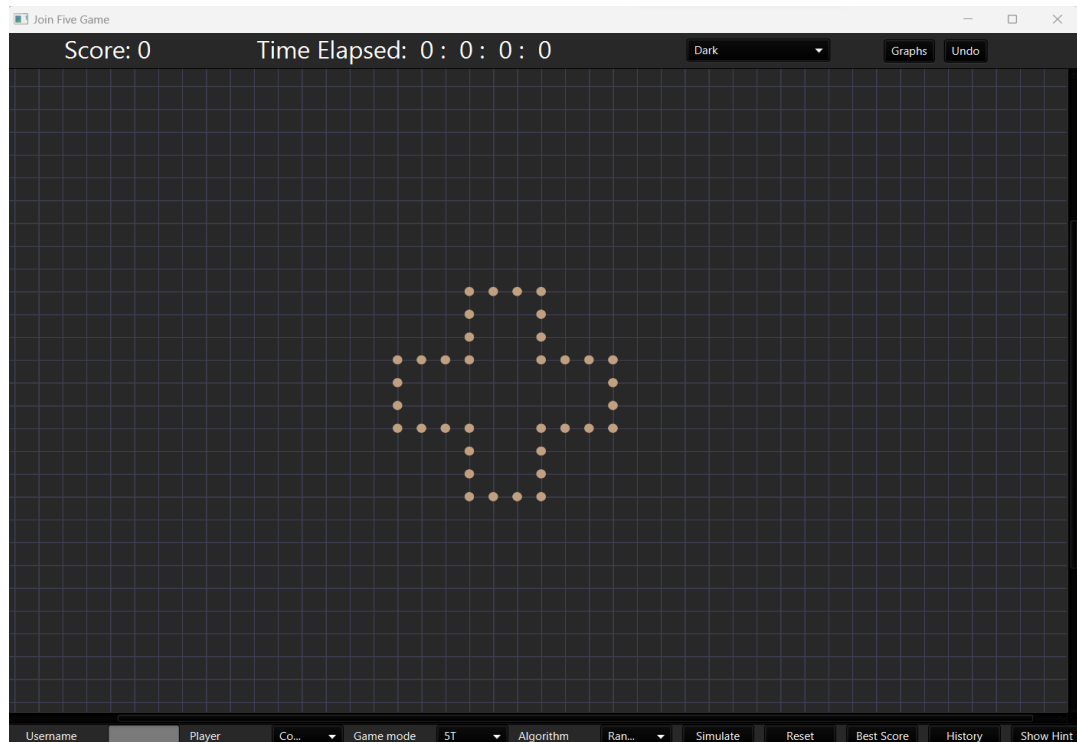 Join Five Game
Score: 0 Time Elapsed: 0 : 0 : 0 : 0 Dark Graphs Undo
Username Player Co... Game mode 5T Algorithm Ran... Simulate Reset Best Score History Show Hint